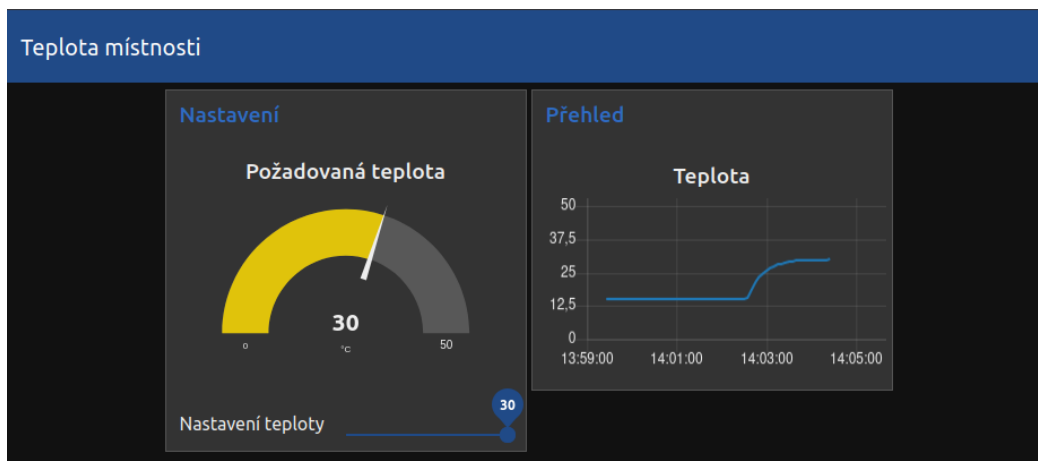 Teplota místnosti
Nastavení
Požadovaná teplota
30
0
°C
50
Nastavení teploty
30
Přehled
Teplota
50
37,5
25
12,5
0
13:59:00
14:01:00
14:03:00
14:05:00